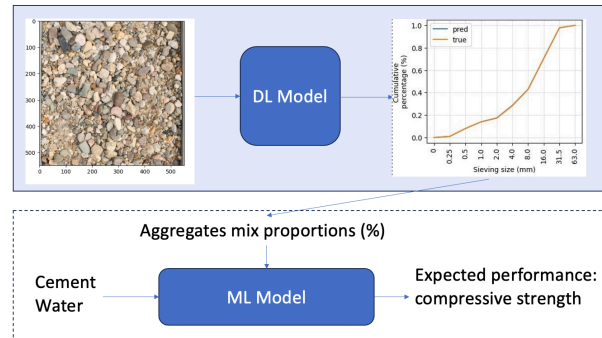 0
100
200
300
400
500
0 100 200 300 400 500
DL Model
pred
true
1.0
0.8
0.6
0.4
0.2
0.0
Cumulative
percentage (%)
0 0.25 0.5 1.0 2.0 4.0 8.0 16.0 31.5 63.0
Sieving size (mm)
Aggregates mix proportions (%)
Cement
Water
ML Model
Expected performance:
compressive strength